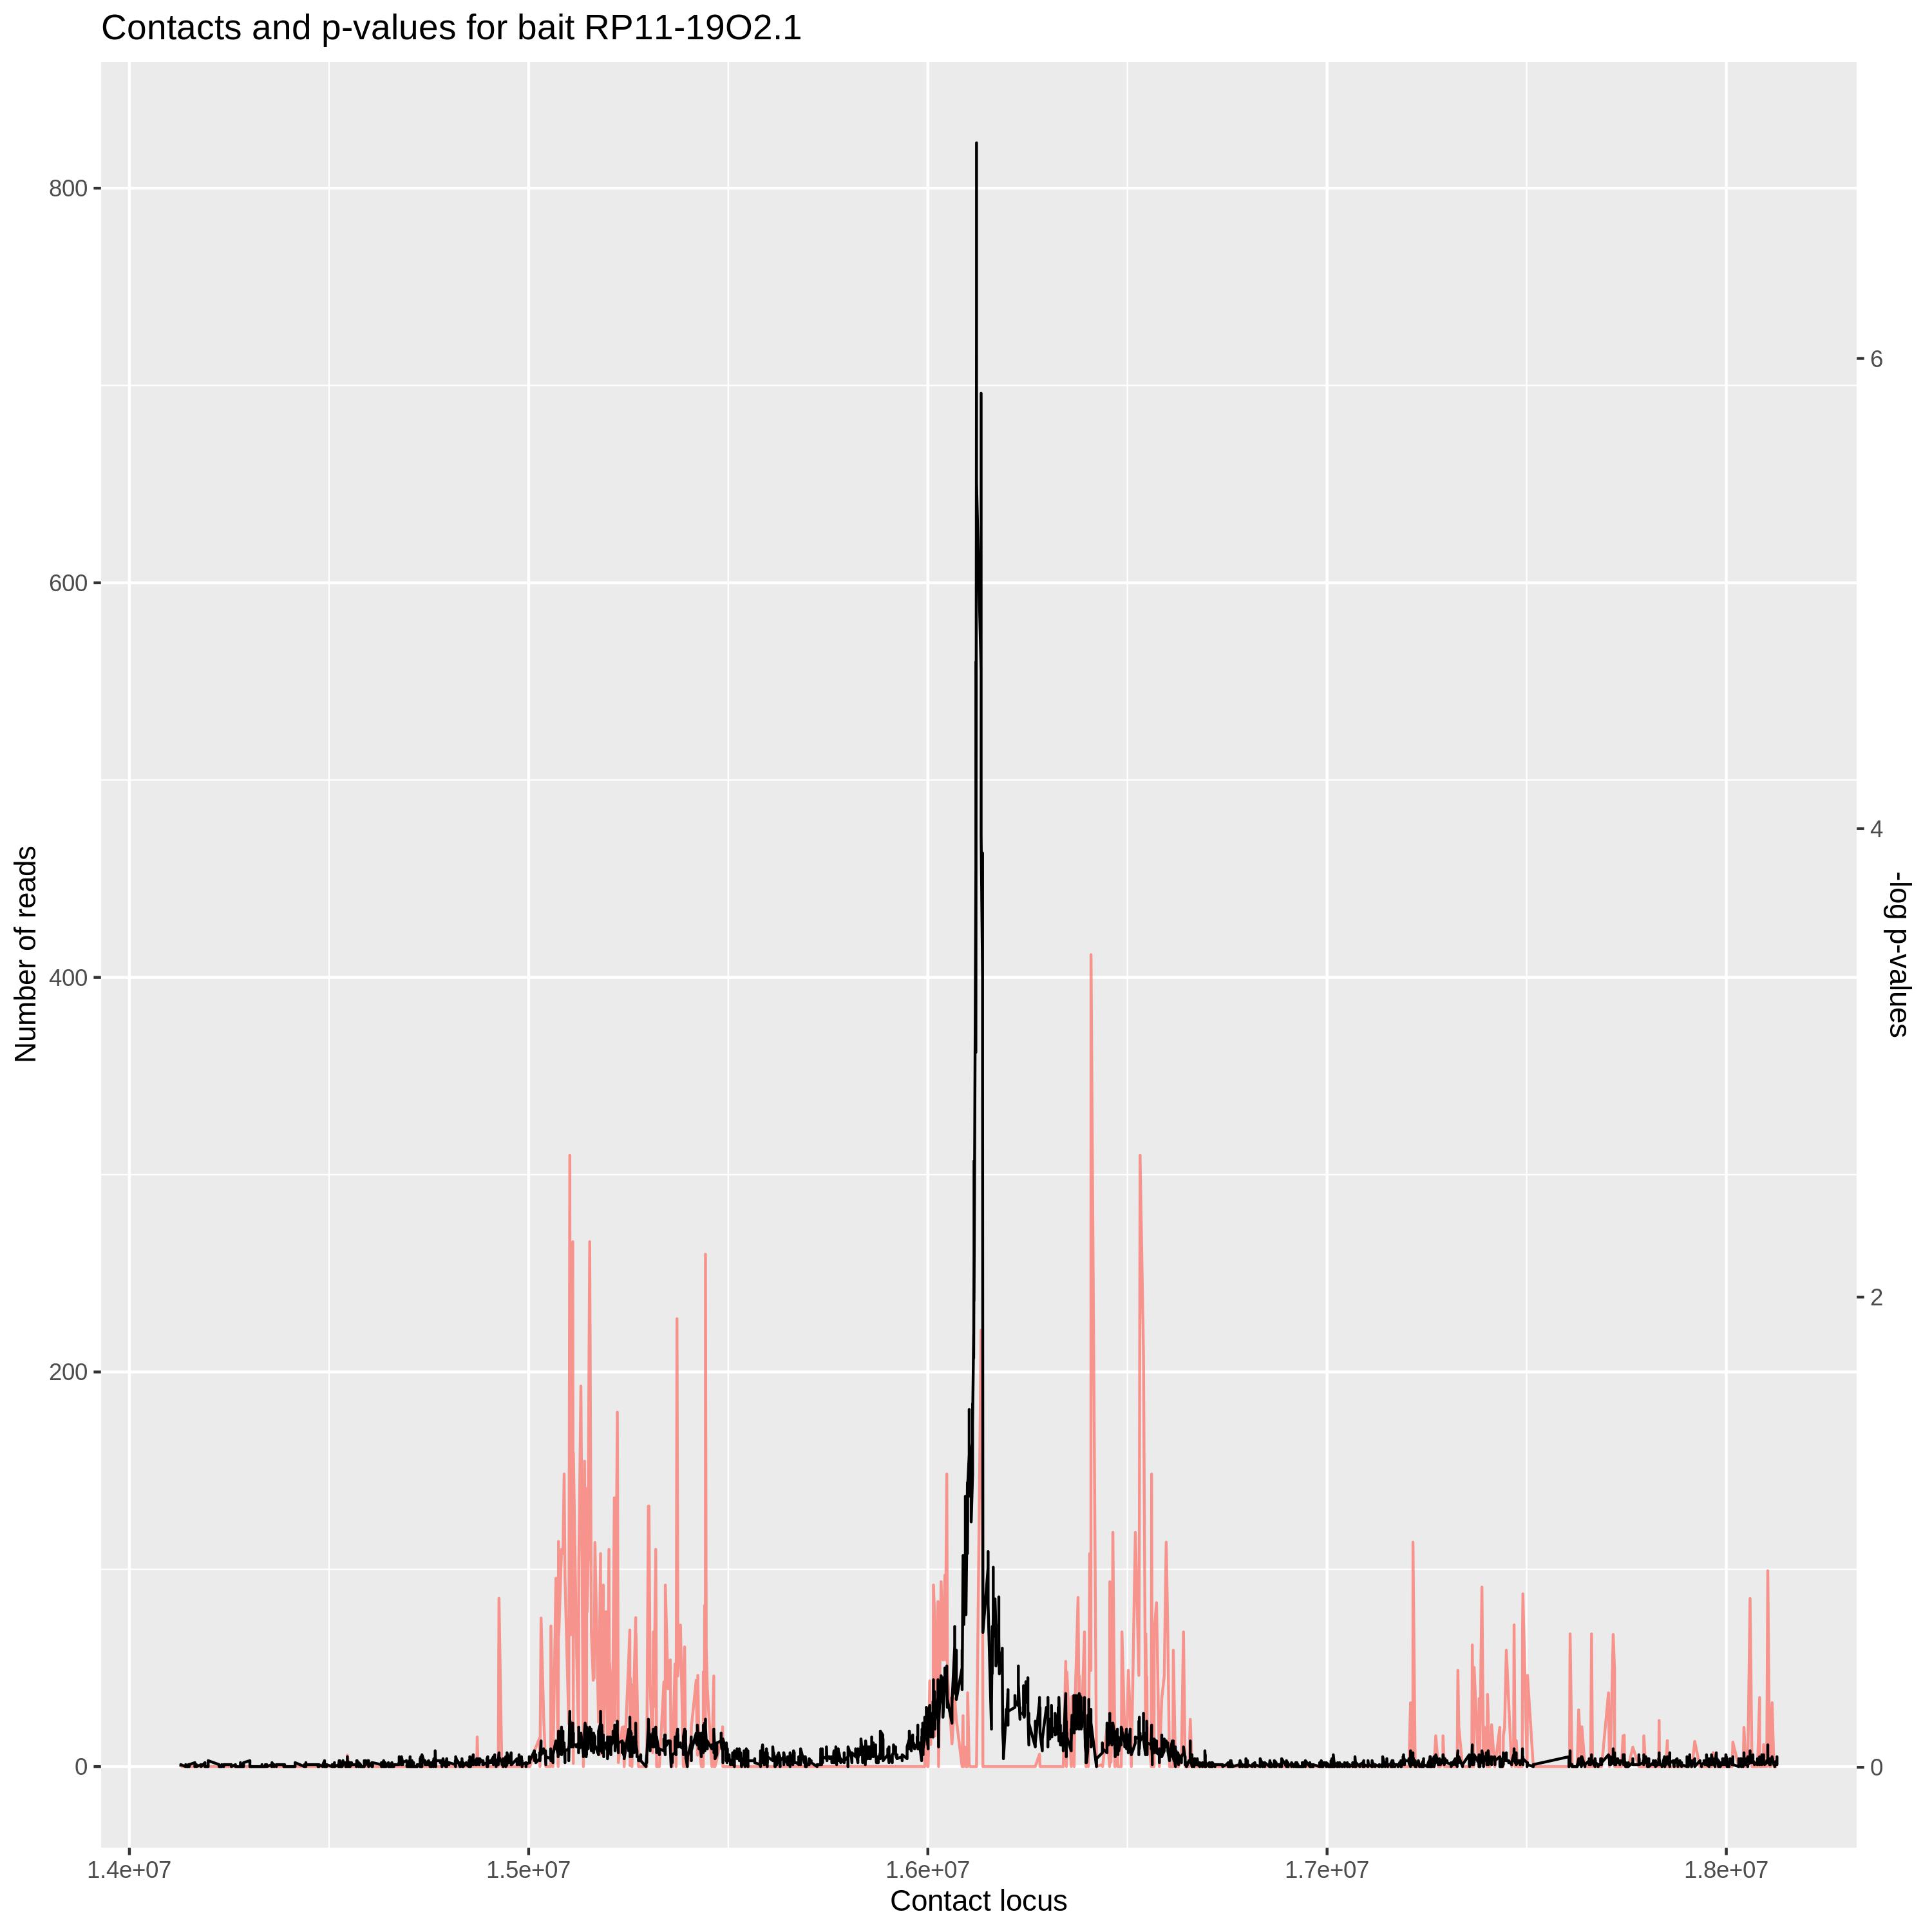 Contacts and p-values for bait RP11-19O2.1
800
600
400
200
0
Number of reads
6
4
2
0
-log p-values
1.4e+07
1.5e+07
1.6e+07
1.7e+07
1.8e+07
Contact locus